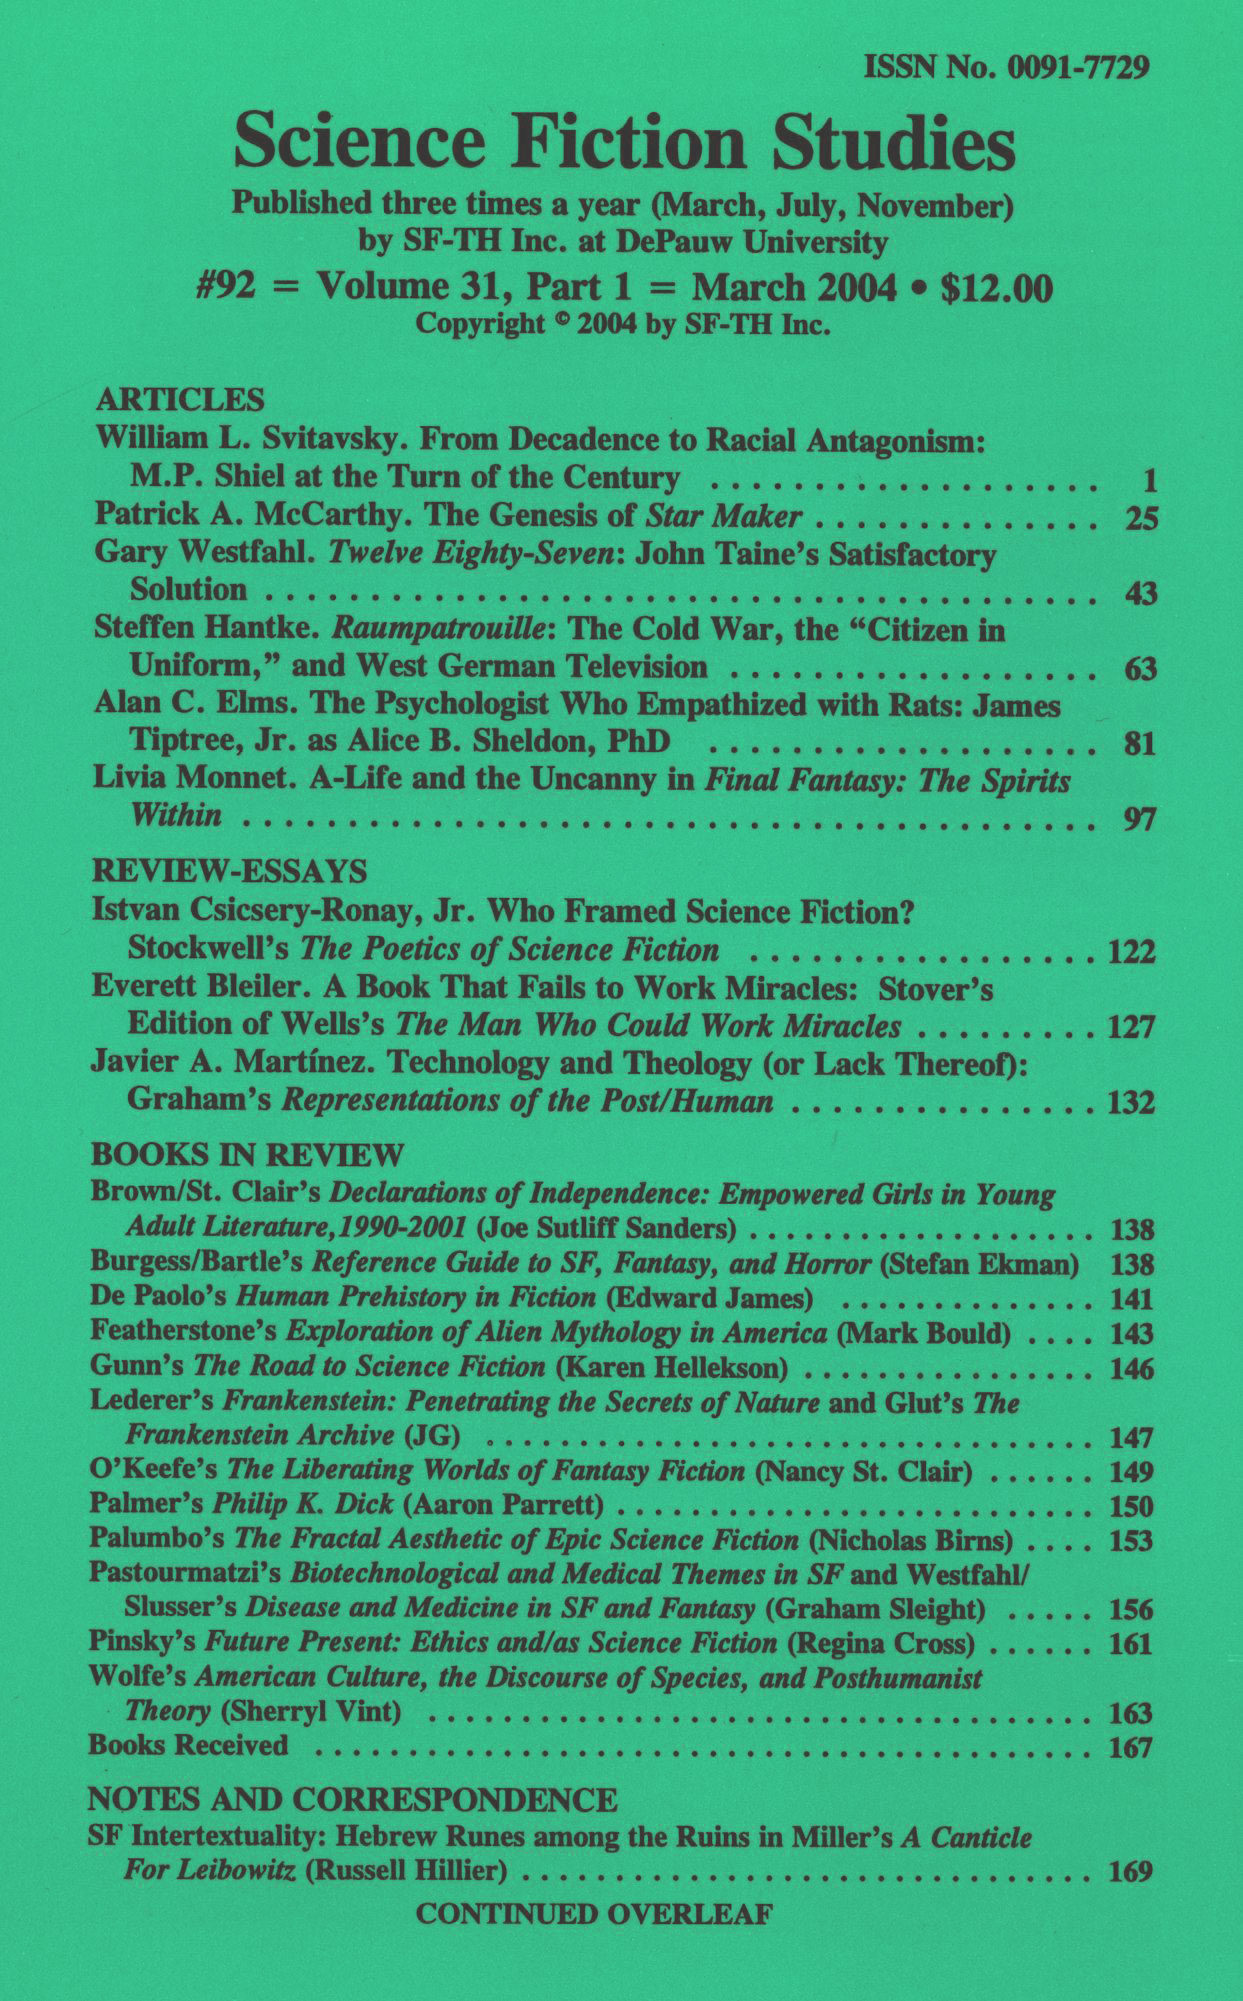 ISSN No. 0091-7729
Science Fiction Studies
Published three times a year (March, July, November)
by SF-TH Inc. at DePauw University
#92 = Volume 31, Part 1 = March 2004 • $12.00
Copyright © 2004 by SF-TH Inc.
ARTICLES
William L. Svitavsky. From Decadence to Racial Antagonism:
M.P. Shiel at the Turn of the Century . . . . . . . . . . . . . . . . . . . 1
Patrick A. McCarthy. The Genesis of Star Maker . . . . . . . . . . . . . . 25
Gary Westfahl. Twelve Eighty-Seven: John Taine's Satisfactory
Solution . . . . . . . . . . . . . . . . . . . . . . . . . . . . . . . . . . . . . . . . 43
Steffen Hantke. Raumpatrouille: The Cold War, the “Citizen in
Uniform,” and West German Television . . . . . . . . . . . . . . . . . . 63
Alan C. Elms. The Psychologist Who Empathized with Rats: James
Tiptree, Jr. as Alice B. Sheldon, PhD . . . . . . . . . . . . . . . . . . . 81
Livia Monnet. A-Life and the Uncanny in Final Fantasy: The Spirits
Within . . . . . . . . . . . . . . . . . . . . . . . . . . . . . . . . . . . . . . . . . 97
REVIEW-ESSAYS
Istvan Csicsery-Ronay, Jr. Who Framed Science Fiction?
Stockwell's The Poetics of Science Fiction . . . . . . . . . . . . . . . . . 122
Everett Bleiler. A Book That Fails to Work Miracles: Stover's
Edition of Wells's The Man Who Could Work Miracles . . . . . . . . . 127
Javier A. Martínez. Technology and Theology (or Lack Thereof):
Graham's Representations of the Post/Human . . . . . . . . . . . . . . . 132
BOOKS IN REVIEW
Brown/St. Clair's Declarations of Independence: Empowered Girls in Young
Adult Literature,1990-2001 (Joe Sutliff Sanders) . . . . . . . . . . . . . . . . . . . 138
Burgess/Bartle's Reference Guide to SF, Fantasy, and Horror (Stefan Ekman) 138
De Paolo's Human Prehistory in Fiction (Edward James) . . . . . . . . . . . . . . 141
Featherstone's Exploration of Alien Mythology in America (Mark Bould) . . . . 143
Gunn's The Road to Science Fiction (Karen Hellekson) . . . . . . . . . . . . . . . . 146
Lederer's Frankenstein: Penetrating the Secrets of Nature and Glut's The
Frankenstein Archive (JG) . . . . . . . . . . . . . . . . . . . . . . . . . . . . . . . . . 147
O'Keefe's The Liberating Worlds of Fantasy Fiction (Nancy St. Clair) . . . . . . 149
Palmer's Philip K. Dick (Aaron Parrett) . . . . . . . . . . . . . . . . . . . . . . . . . . 150
Palumbo's The Fractal Aesthetic of Epic Science Fiction (Nicholas Birns) . . . . 153
Pastourmatzi's Biotechnological and Medical Themes in SF and Westfahl/
Slusser's Disease and Medicine in SF and Fantasy (Graham Sleight) . . . . . 156
Pinsky's Future Present: Ethics and/as Science Fiction (Regina Cross) . . . . . . 161
Wolfe's American Culture, the Discourse of Species, and Posthumanist
Theory (Sherryl Vint) . . . . . . . . . . . . . . . . . . . . . . . . . . . . . . . . . . . . 163
Books Received . . . . . . . . . . . . . . . . . . . . . . . . . . . . . . . . . . . . . . . . . . 167
NOTES AND CORRESPONDENCE
SF Intertextuality: Hebrew Runes among the Ruins in Miller's A Canticle
For Leibowitz (Russell Hillier) . . . . . . . . . . . . . . . . . . . . . . . . . . . . . . . 169
CONTINUED OVERLEAF